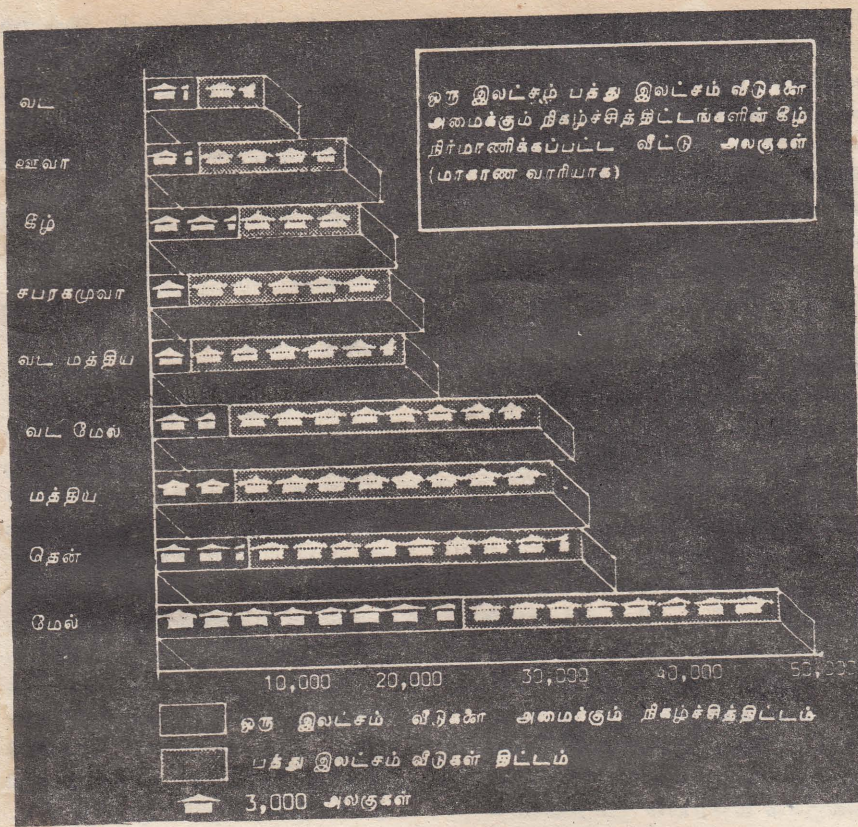 ஒரு இலட்சம் பத்து இலட்சம் வீடுகளை
அமைக்கும் நிகழ்ச்சித்திட்டங்களின் கீழ்
நிர்மாணிக்கப்பட்ட வீட்டு அலகுகள்
(மாகாண வாரியாக)
வட
ஊவா
கீழ்
சபரகமுவா
வட மத்திய
வட மேல்
மத்திய
தென்
மேல்
10,000 20,000 30,000 40,000 50,000
ஒரு இலட்சம் வீடுகளை அமைக்கும் நிகழ்ச்சித்திட்டம்
பத்து இலட்சம் வீடுகள் திட்டம்
3,000 அலகுகள்